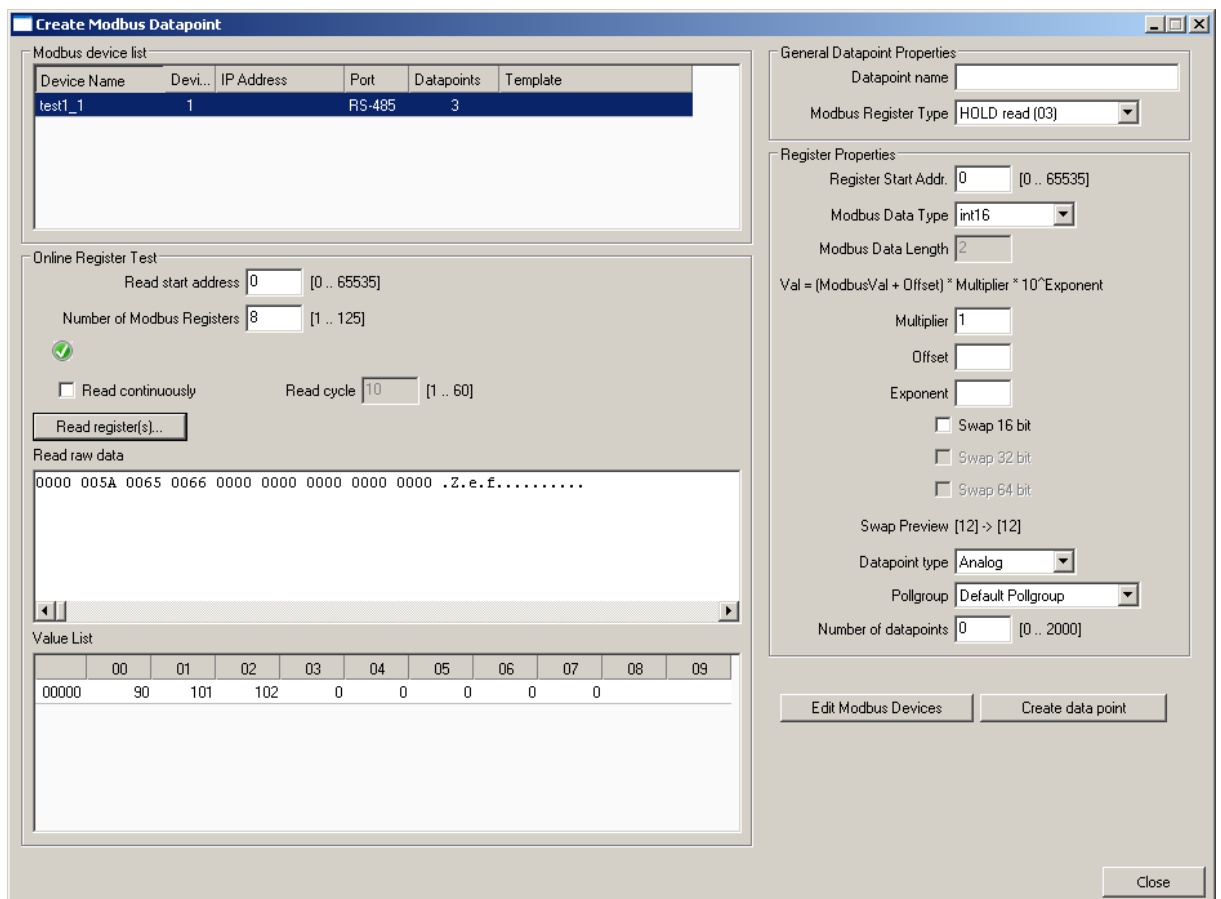 Create Modbus Datapoint
Modbus device list
Device Name Devi... IP Address Port Datapoints Template
test1_1 1 RS-485 3
Online Register Test
Read start address 0 [0 .. 65535]
Number of Modbus Registers 8 [1 .. 125]
Read continuously Read cycle 10 [1 .. 60]
Read register(s)...
Read raw data
0000 005A 0065 0066 0000 0000 0000 0000 0000 .Z.e.f..........
Value List
00 01 02 03 04 05 06 07 08 09
00000 90 101 102 0 0 0 0 0
General Datapoint Properties
Datapoint name
Modbus Register Type HOLD read (03)
Register Properties
Register Start Addr. 0 [0 .. 65535]
Modbus Data Type int16
Modbus Data Length 2
Val = (ModbusVal + Offset) * Multiplier * 10^Exponent
Multiplier 1
Offset
Exponent
Swap 16 bit
Swap 32 bit
Swap 64 bit
Swap Preview [12] -> [12]
Datapoint type Analog
Pollgroup Default Pollgroup
Number of datapoints 0 [0 .. 2000]
Edit Modbus Devices Create data point
Close